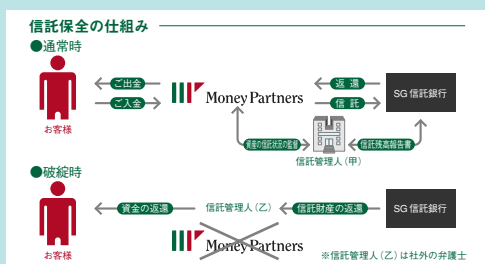 信託保全の仕組み
●通常時
ご出金
返還
Money Partners
SG 信託銀行
ご入金
信託
お客様
資産の信託状況の監督
信託残高報告書
信託管理人(甲)
●破綻時
資金の返還
信託管理人(乙)
信託財産の返還
SG 信託銀行
Money Partners
お客様
※信託管理人(乙)は社外の弁護士